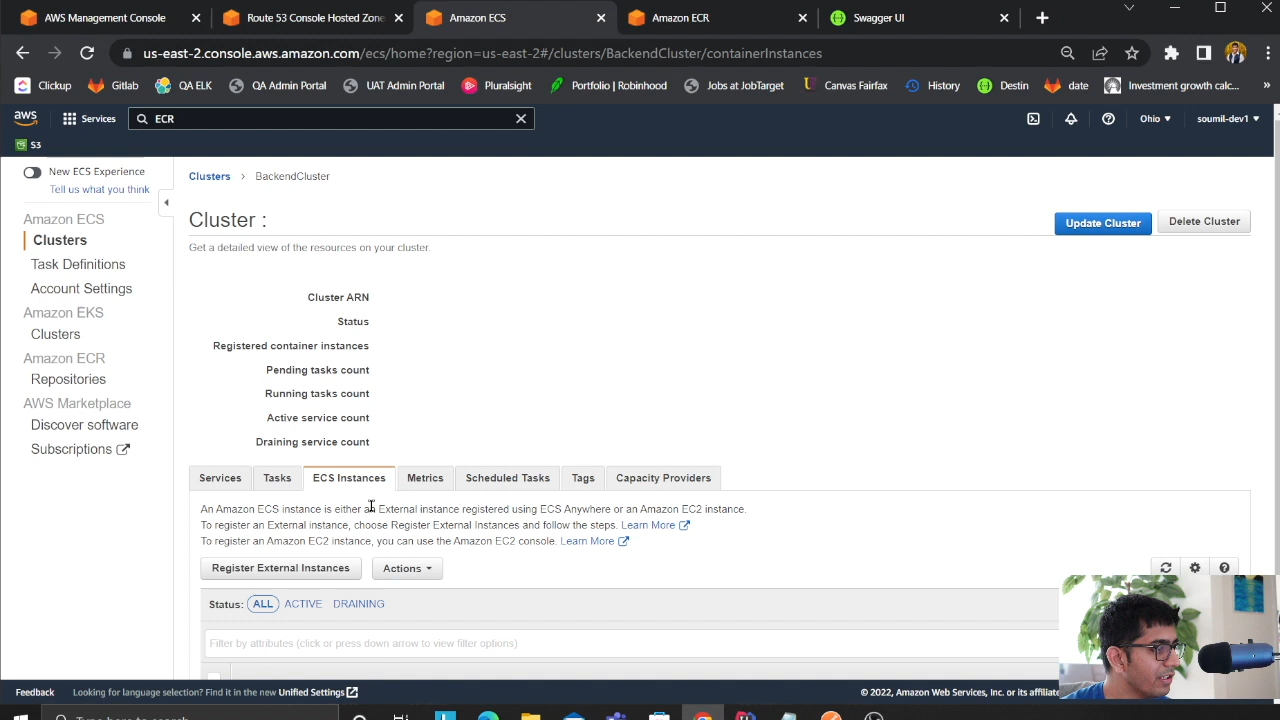 AWS Management Console
Route 53 Console Hosted Zone
Amazon ECS
Amazon ECR
Swagger UI
us-east-2.console.aws.amazon.com/ecs/home?region=us-east-2#/clusters/BackendCluster/containerInstances
Clickup
Gitlab
QA ELK
QA Admin Portal
UAT Admin Portal
Pluralsight
Portfolio | Robinhood
Jobs at JobTarget
Canvas Fairfax
History
Destin
date
Investment growth calc...
»
aws
Services
ECR
Ohio
soumil-dev1
S3
New ECS Experience
Tell us what you think
Amazon ECS
Clusters
Task Definitions
Account Settings
Amazon EKS
Clusters
Amazon ECR
Repositories
AWS Marketplace
Discover software
Subscriptions
Clusters > BackendCluster
Cluster :
Update Cluster
Delete Cluster
Get a detailed view of the resources on your cluster.
Cluster ARN
Status
Registered container instances
Pending tasks count
Running tasks count
Active service count
Draining service count
Services
Tasks
ECS Instances
Metrics
Scheduled Tasks
Tags
Capacity Providers
An Amazon ECS instance is either an External instance registered using ECS Anywhere or an Amazon EC2 instance.
To register an External instance, choose Register External Instances and follow the steps. Learn More
To register an Amazon EC2 instance, you can use the Amazon EC2 console. Learn More
Register External Instances
Actions
Status: ALL ACTIVE DRAINING
Filter by attributes (click or press down arrow to view filter options)
Feedback
Looking for language selection? Find it in the new Unified Settings
© 2022, Amazon Web Services, Inc. or its affiliate
Type here to search